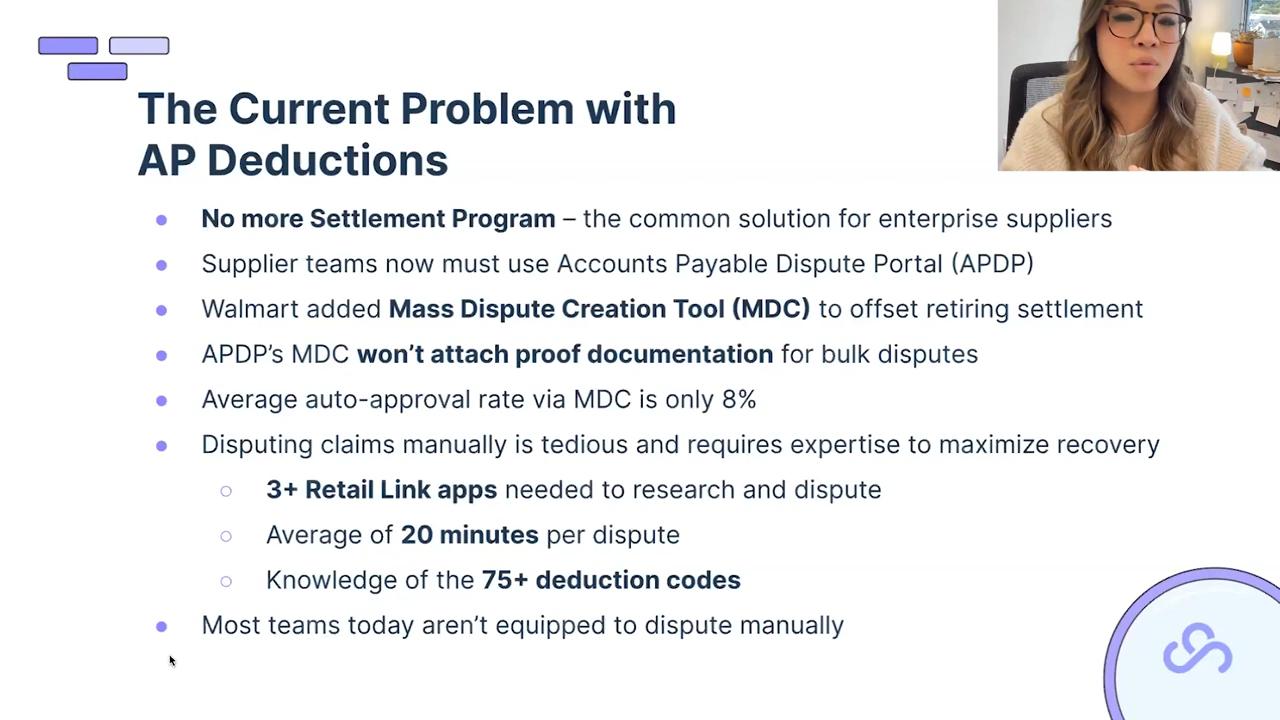 The Current Problem with
AP Deductions
No more Settlement Program – the common solution for enterprise suppliers
Supplier teams now must use Accounts Payable Dispute Portal (APDP)
Walmart added Mass Dispute Creation Tool (MDC) to offset retiring settlement
APDP’s MDC won’t attach proof documentation for bulk disputes
Average auto-approval rate via MDC is only 8%
Disputing claims manually is tedious and requires expertise to maximize recovery
3+ Retail Link apps needed to research and dispute
Average of 20 minutes per dispute
Knowledge of the 75+ deduction codes
Most teams today aren’t equipped to dispute manually